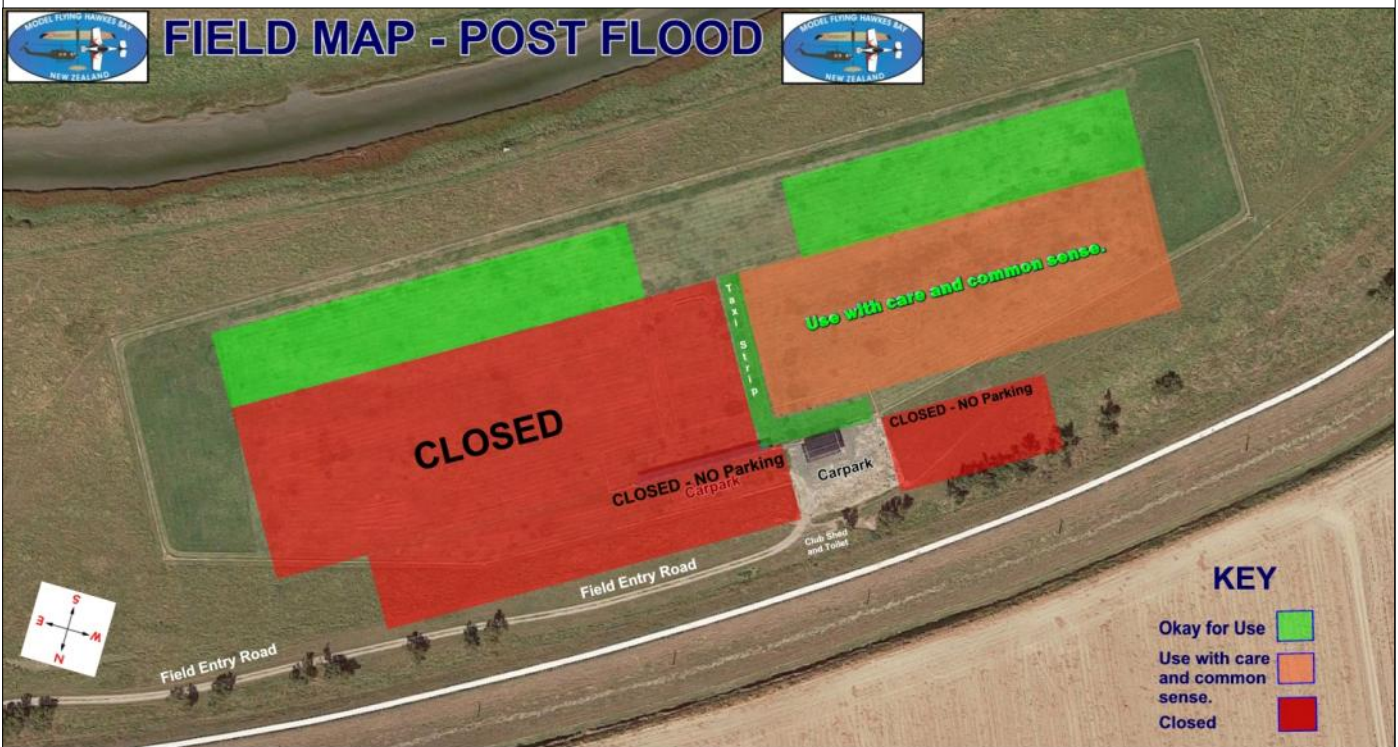 MODEL FLYING HAWKES BAY
NEW ZEALAND
FIELD MAP - POST FLOOD
MODEL FLYING HAWKES BAY
NEW ZEALAND
Use with care and common sense.
Taxi Strip
CLOSED
CLOSED - NO Parking
CLOSED - NO Parking
Carpark
Carpark
Club Shed
and Toilet
Field Entry Road
Field Entry Road
S
E
W
N
KEY
Okay for Use
Use with care
and common
sense.
Closed